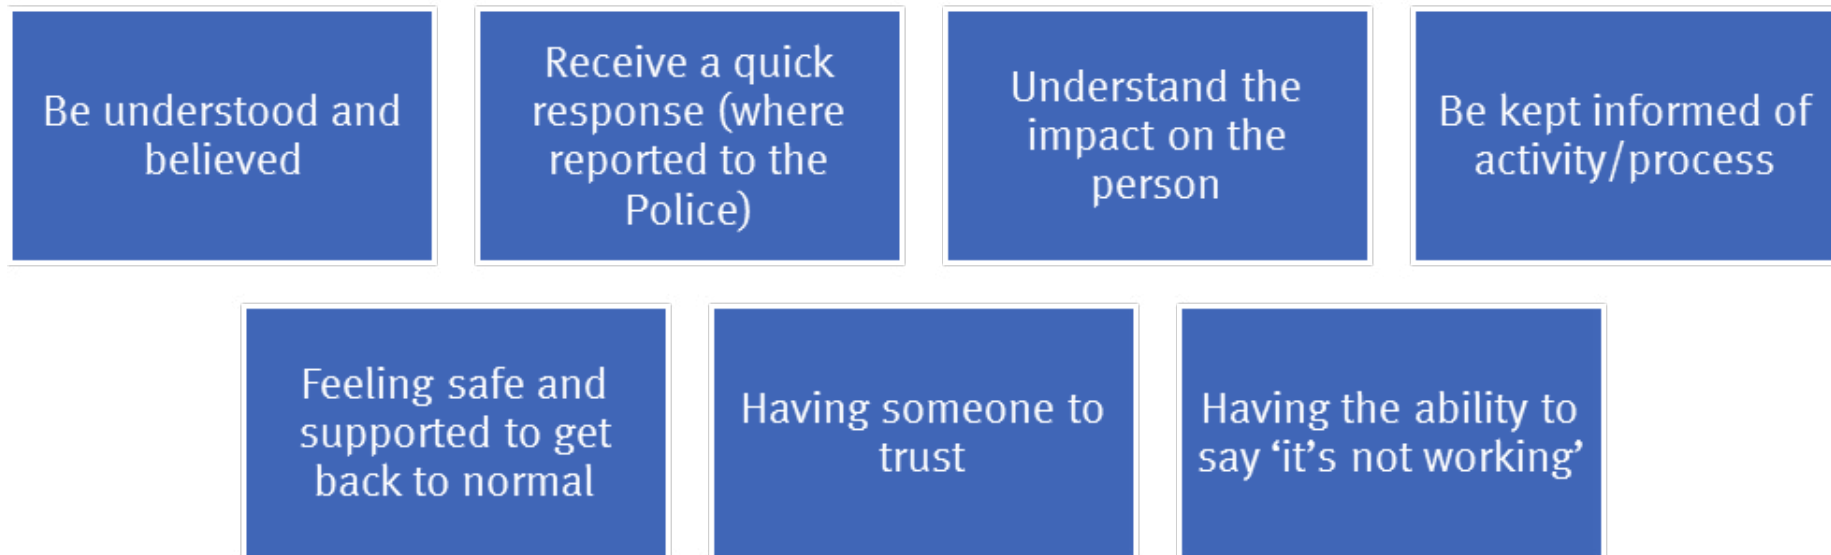 Be understood and
believed
Receive a quick
response (where
reported to the
Police)
Understand the
impact on the
person
Be kept informed of
activity/process
Feeling safe and
supported to get
back to normal
Having someone to
trust
Having the ability to
say ‘it’s not working’